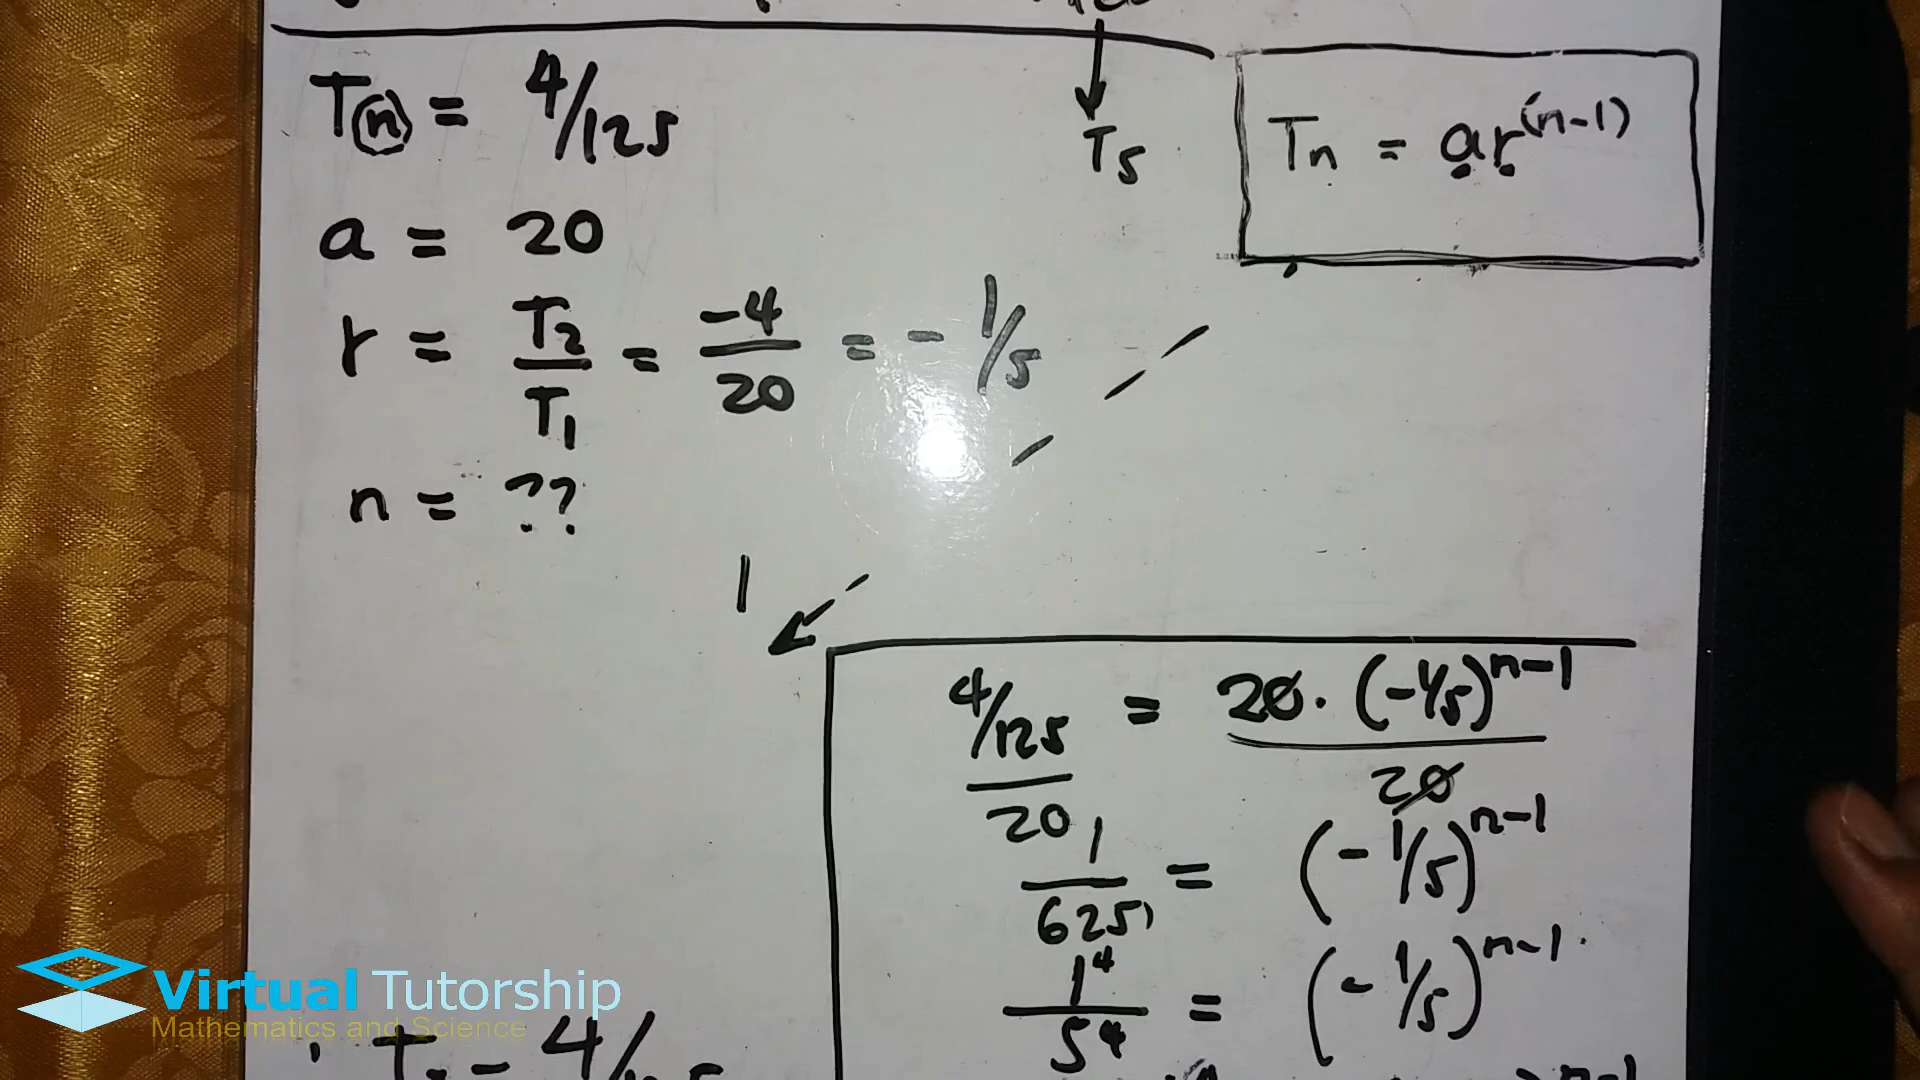 T(n) = 4/125
T5
Tn = ar^(n-1)
a = 20
r = T2/T1 = -4/20 = - 1/5
n = ??
1
4/125 / 20 = 20 . (-1/5)^n-1 / 20
1/625 = (-1/5)^n-1
1^4/5^4 = (-1/5)^n-1
Virtual Tutorship
Mathematics and Science